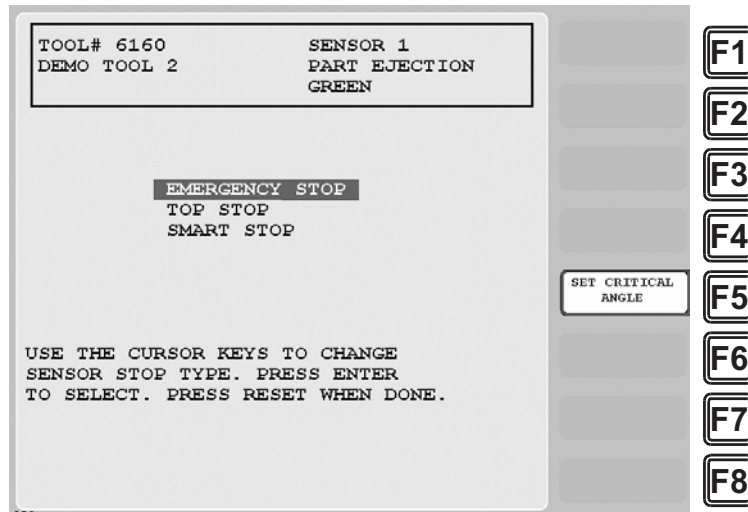 TOOL# 6160
DEMO TOOL 2
SENSOR 1
PART EJECTION
GREEN
EMERGENCY STOP
TOP STOP
SMART STOP
USE THE CURSOR KEYS TO CHANGE
SENSOR STOP TYPE. PRESS ENTER
TO SELECT. PRESS RESET WHEN DONE.
SET CRITICAL
ANGLE
F1
F2
F3
F4
F5
F6
F7
F8